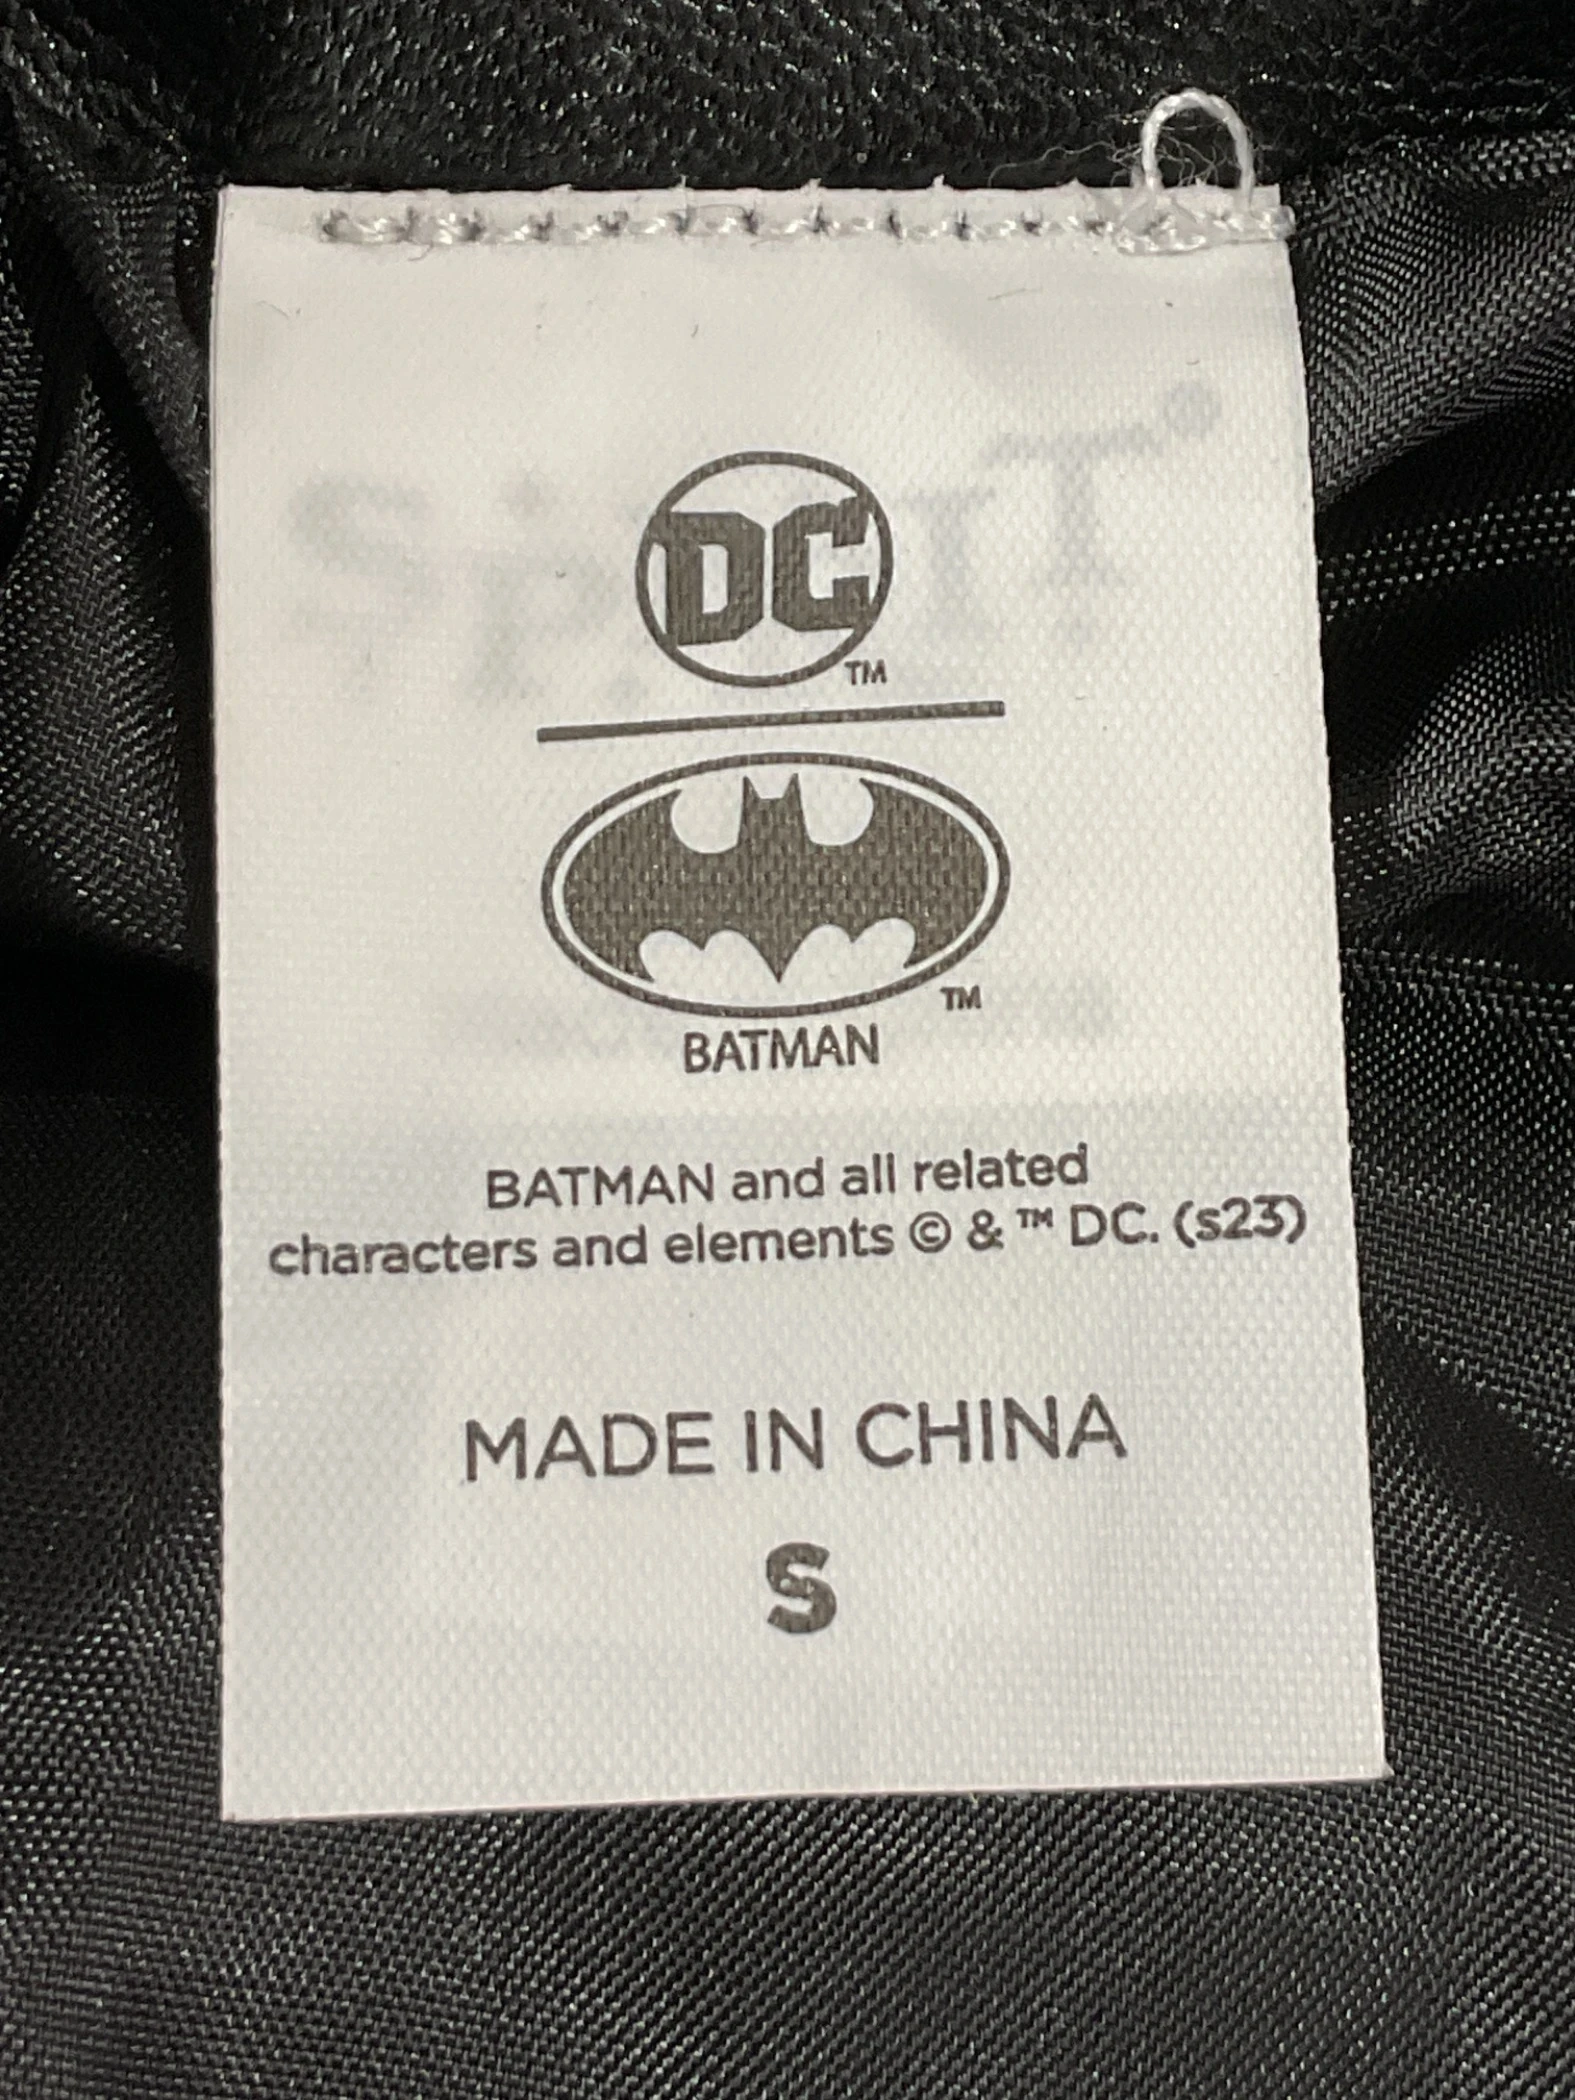 DC
TM
TM
BATMAN
BATMAN and all related
characters and elements © & ™ DC. (s23)
MADE IN CHINA
S